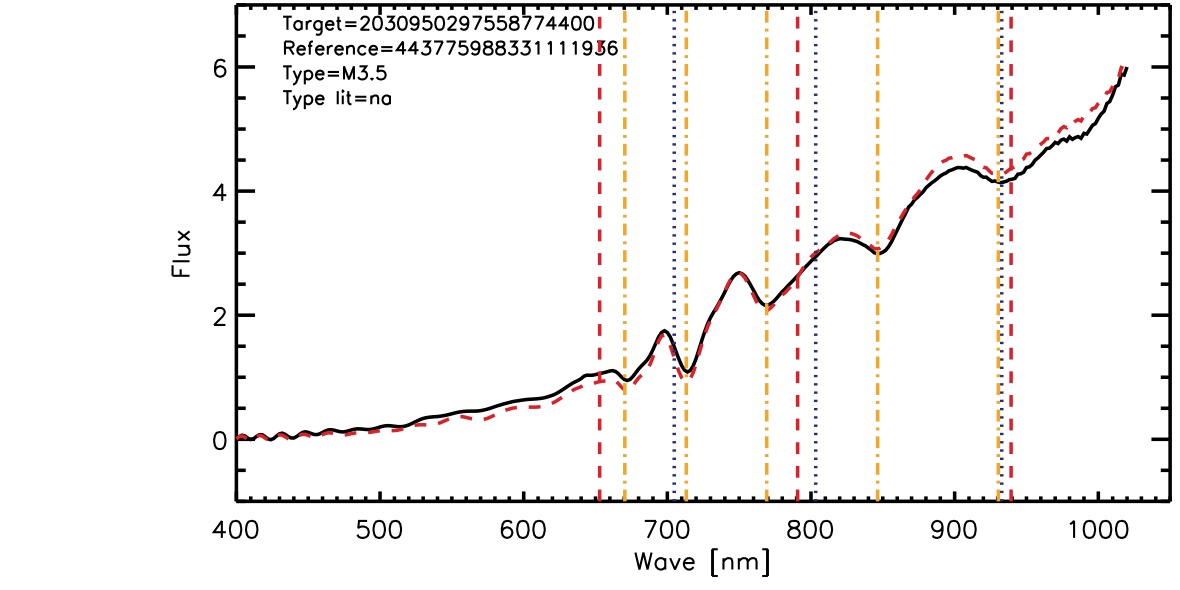 Target=2030950297558774400
Reference=4437759883311111936
Type=M3.5
Type lit=na
6
4
2
0
Flux
400 500 600 700 800 900 1000
Wave [nm]